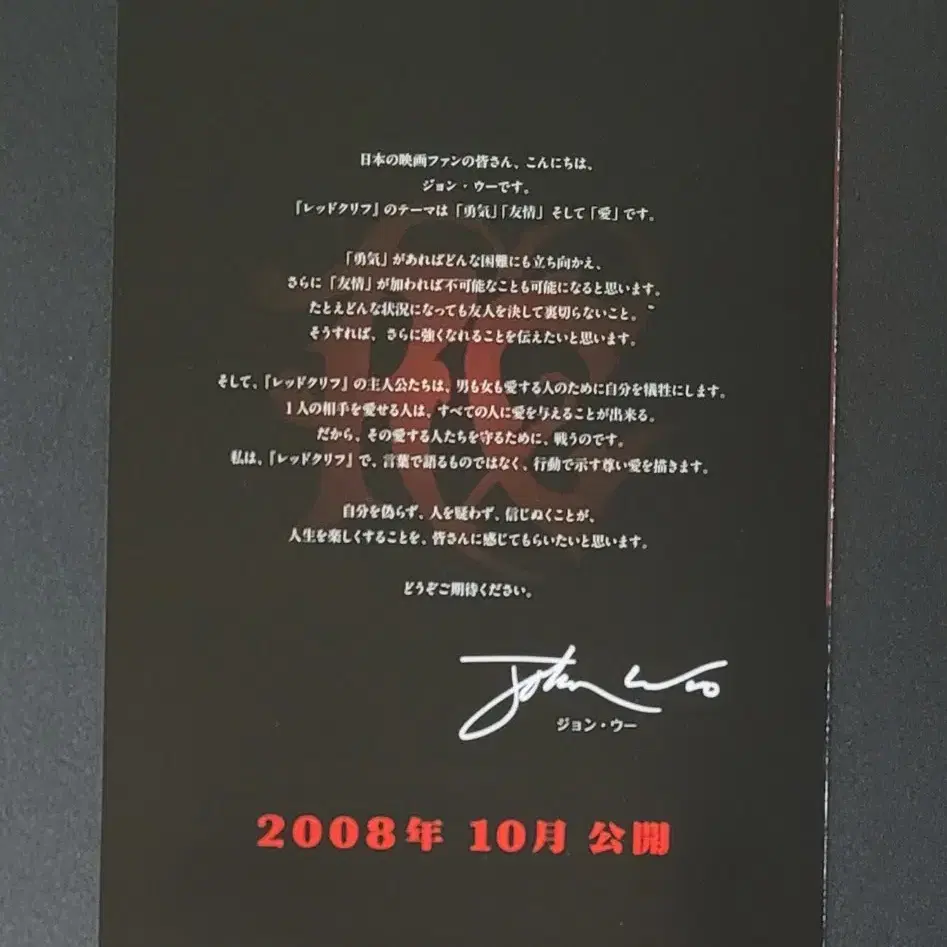 日本の映画ファンの皆さん、こんにちは、
ジョン・ウーです。
『レッドクリフ』のテーマは「勇気」「友情」そして「愛」です。
「勇気」があればどんな困難にも立ち向かえ、
さらに「友情」が加われば不可能なことも可能になると思います。
たとえどんな状況になっても友人を決して裏切らないこと。
そうすれば、さらに強くなれることを伝えたいと思います。
そして、『レッドクリフ』の主人公たちは、男も女も愛する人のために自分を犠牲にします。
1人の相手を愛せる人は、すべての人に愛を与えることが出来る。
だから、その愛する人たちを守るために、戦うのです。
私は、『レッドクリフ』で、言葉で語るものではなく、行動で示す尊い愛を描きます。
自分を偽らず、人を疑わず、信じぬくことが、
人生を楽しくすることを、皆さんに感じてもらいたいと思います。
どうぞご期待ください。
John Woo
ジョン・ウー
2008年 10月 公開